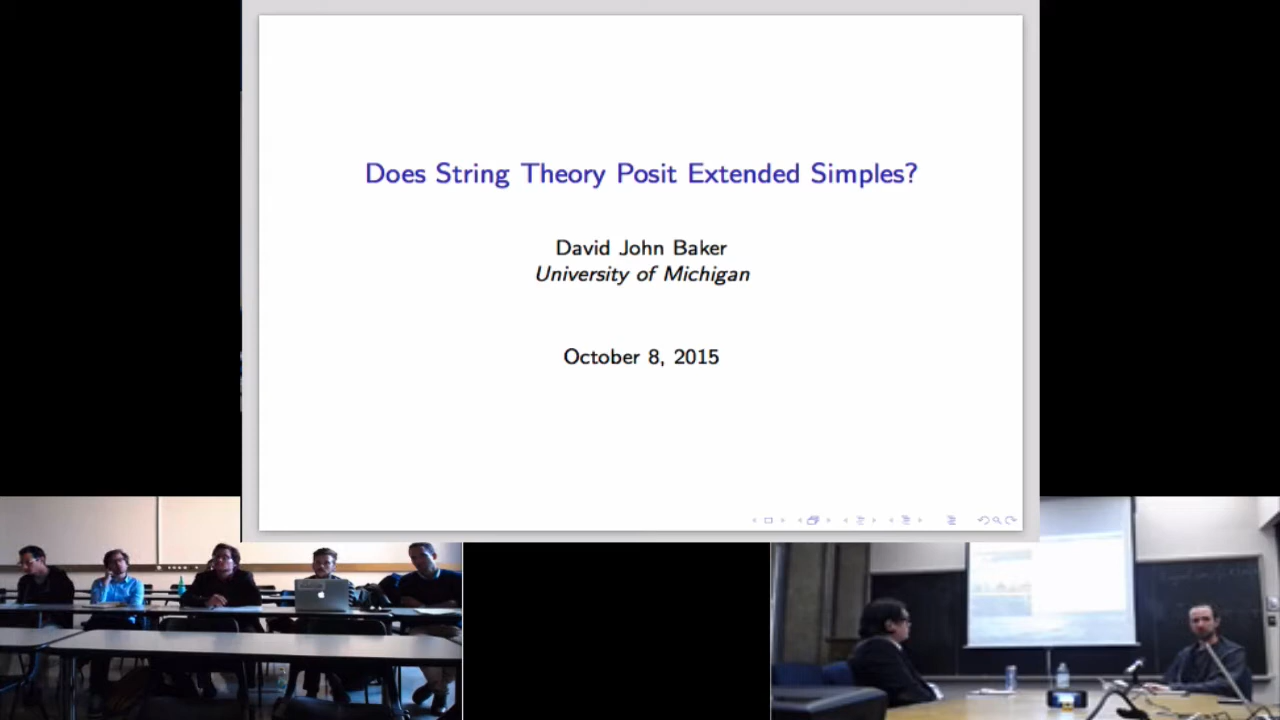 Does String Theory Posit Extended Simples?
David John Baker
University of Michigan
October 8, 2015